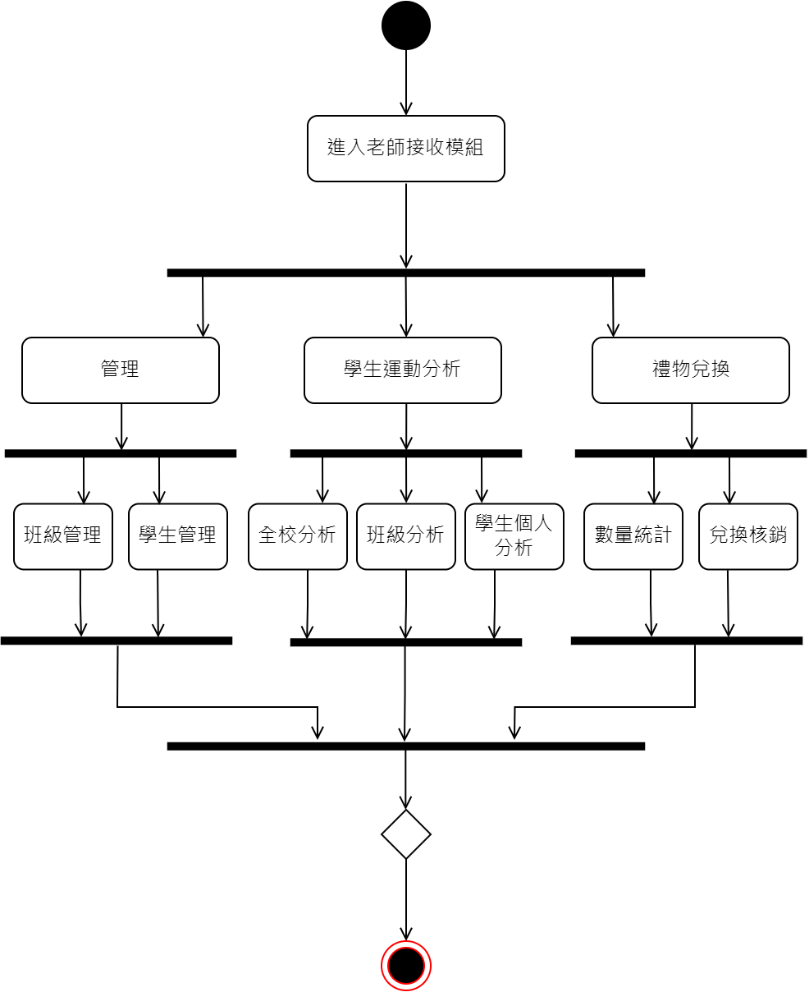 進入老師接收模組
管理
學生運動分析
禮物兌換
班級管理
學生管理
全校分析
班級分析
學生個人
分析
數量統計
兌換核銷